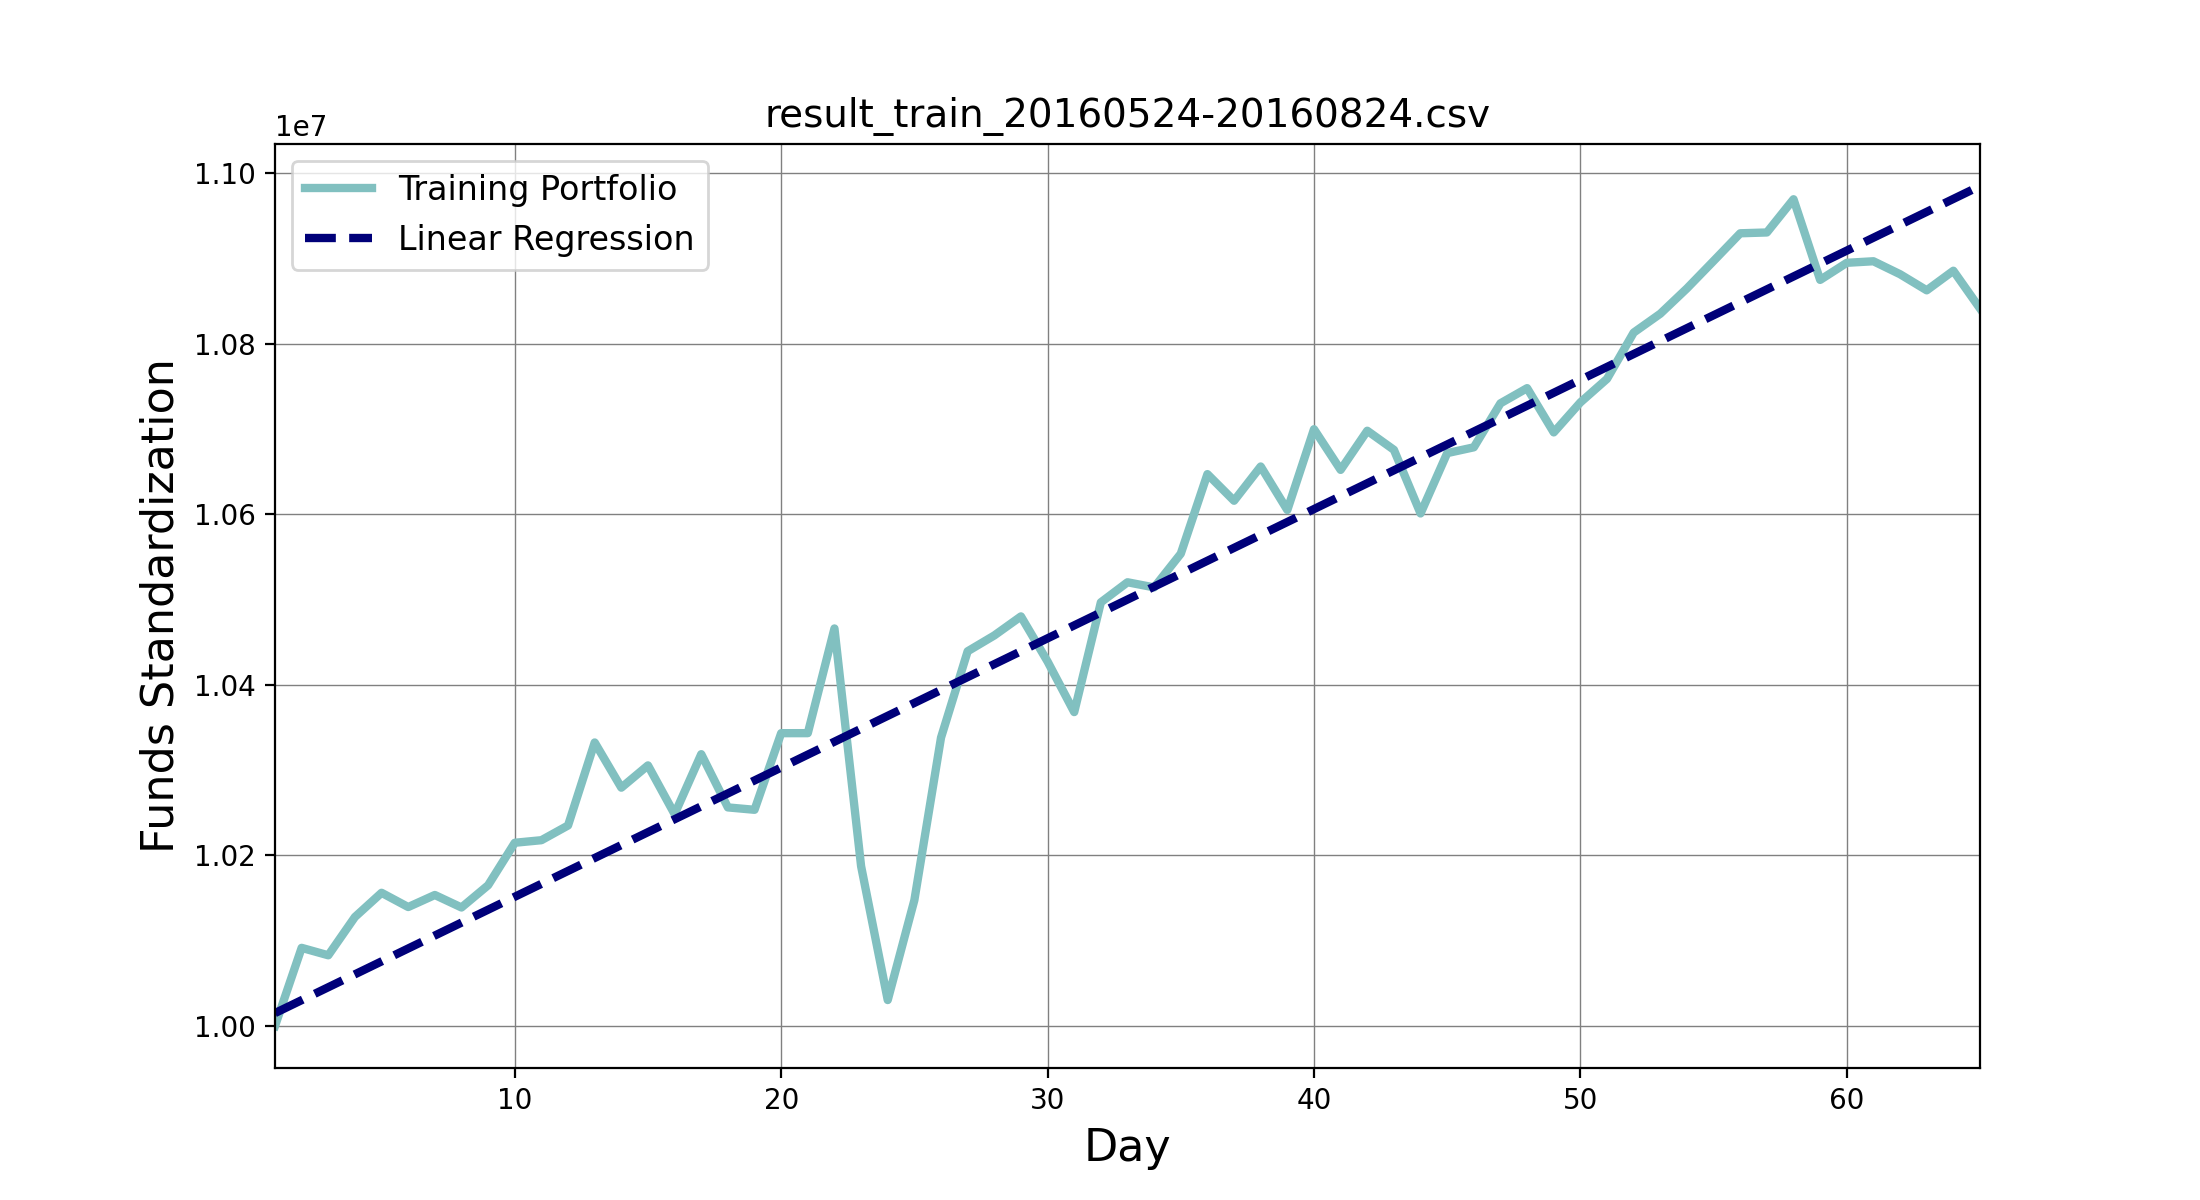 result_train_20160524-20160824.csv
1e7
Training Portfolio
Linear Regression
1.10
1.08
1.06
1.04
1.02
1.00
Funds Standardization
10 20 30 40 50 60
Day